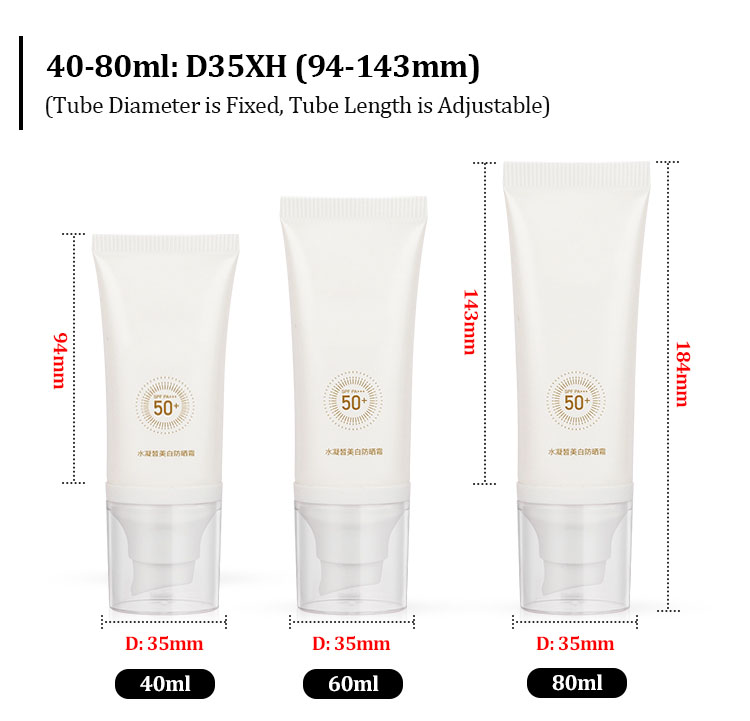 40-80ml: D35XH (94-143mm)
(Tube Diameter is Fixed, Tube Length is Adjustable)
94mm
143mm
184mm
SPF PA+++
50+
水凝皙美白防晒霜
SPF PA+++
50+
水凝皙美白防晒霜
SPF PA+++
50+
水凝皙美白防晒霜
D: 35mm
D: 35mm
D: 35mm
40ml
60ml
80ml